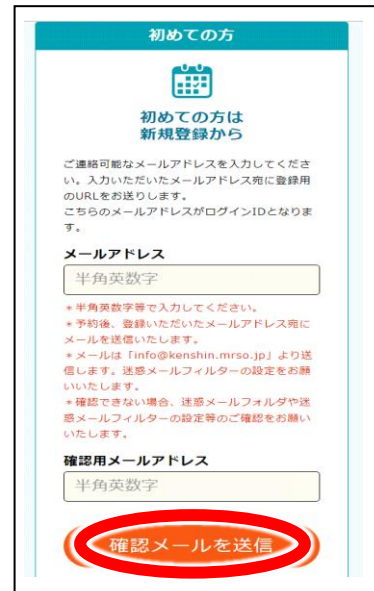 初めての方
初めての方は
新規登録から
ご連絡可能なメールアドレスを入力してくださ
い。入力いただいたメールアドレス宛に登録用
のURLをお送りします。
こちらのメールアドレスがログインIDとなりま
す。
メールアドレス
半角英数字
*半角英数字等で入力してください。
*予約後、登録いただいたメールアドレス宛に
メールを送信いたします。
*メールは「info@kenshin.mrso.jp」より送
信します。迷惑メールフィルターの設定をお願
いいたします。
*確認できない場合、迷惑メールフォルダや迷
惑メールフィルターの設定等のご確認をお願い
いたします。
確認用メールアドレス
半角英数字
確認メールを送信